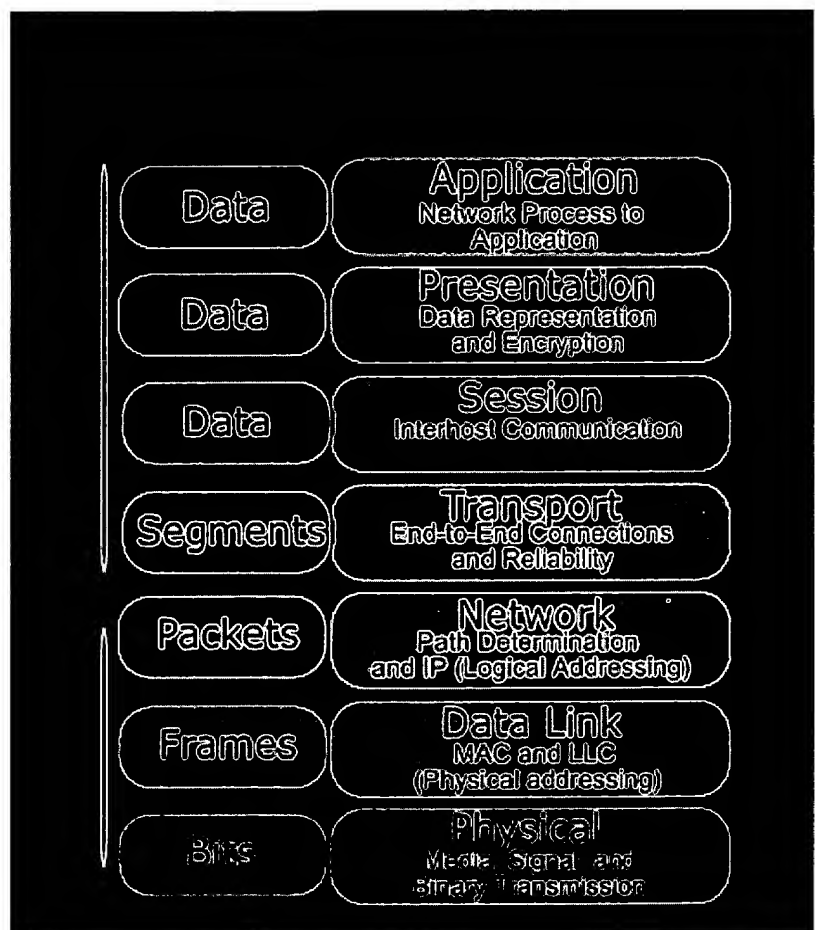 Data
Application
Network Process to
Application
Data
Presentation
Data Representation
and Encryption
Data
Session
Interhost Communication
Segments
Transport
End-to-End Connections
and Reliability
Packets
Network
Path Determination
and IP (Logical Addressing)
Frames
Data Link
MAC and LLC
(Physical addressing)
Bits
Physical
Media, Signal, and
Binary Transmission